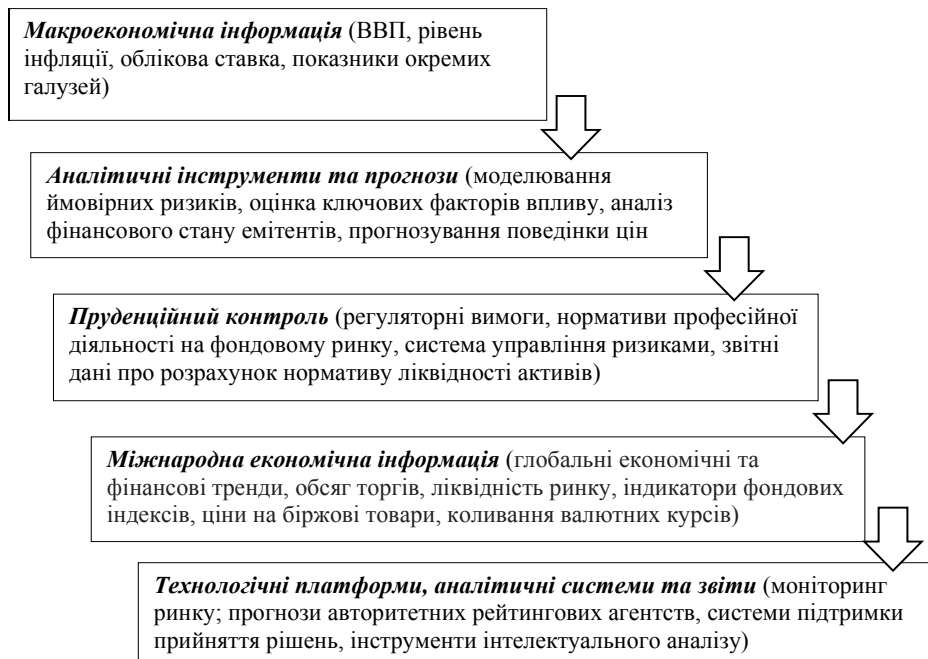 Макроекономічна інформація (ВВП, рівень
інфляції, облікова ставка, показники окремих
галузей)
Аналітичні інструменти та прогнози (моделювання
ймовірних ризиків, оцінка ключових факторів впливу, аналіз
фінансового стану емітентів, прогнозування поведінки цін
Пруденційний контроль (регуляторні вимоги, нормативи професійної
діяльності на фондовому ринку, система управління ризиками, звітні
дані про розрахунок нормативу ліквідності активів)
Міжнародна економічна інформація (глобальні економічні та
фінансові тренди, обсяг торгів, ліквідність ринку, індикатори фондових
індексів, ціни на біржові товари, коливання валютних курсів)
Технологічні платформи, аналітичні системи та звіти (моніторинг
ринку; прогнози авторитетних рейтингових агентств, системи підтримки
прийняття рішень, інструменти інтелектуального аналізу)